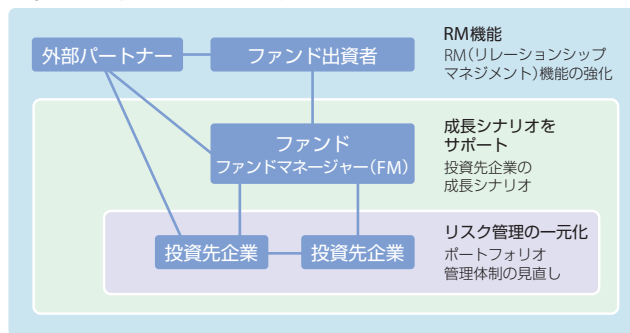 外部パートナー
ファンド出資者
RM機能
RM(リレーションシップ
マネジメント)機能の強化
ファンド
ファンドマネージャー(FM)
成長シナリオを
サポート
投資先企業の
成長シナリオ
投資先企業
投資先企業
リスク管理の一元化
ポートフォリオ
管理体制の見直し